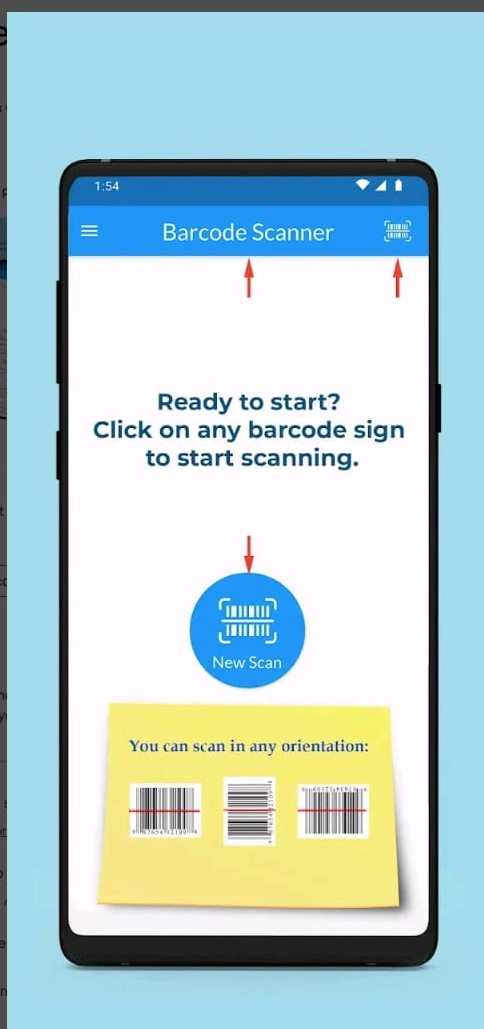 1:54
Barcode Scanner
Ready to start?
Click on any barcode sign
to start scanning.
New Scan
You can scan in any orientation: